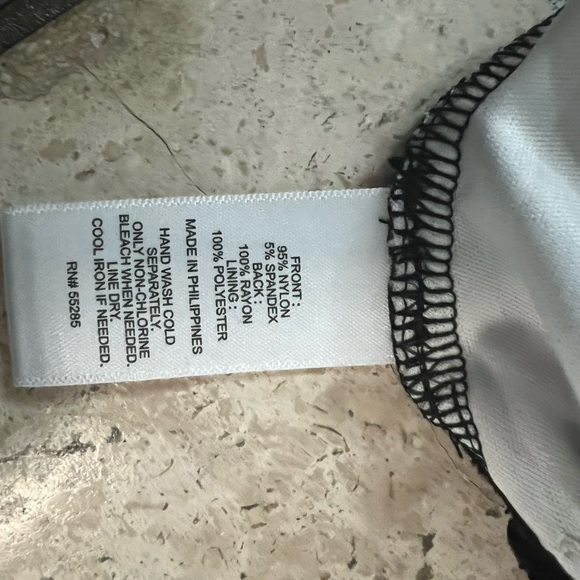 FRONT :
95% NYLON
5% SPANDEX
BACK :
100% RAYON
LINING :
100% POLYESTER
MADE IN PHILIPPINES
HAND WASH COLD
SEPARATELY.
ONLY NON-CHLORINE
BLEACH WHEN NEEDED.
LINE DRY.
COOL IRON IF NEEDED.
RN# 55285